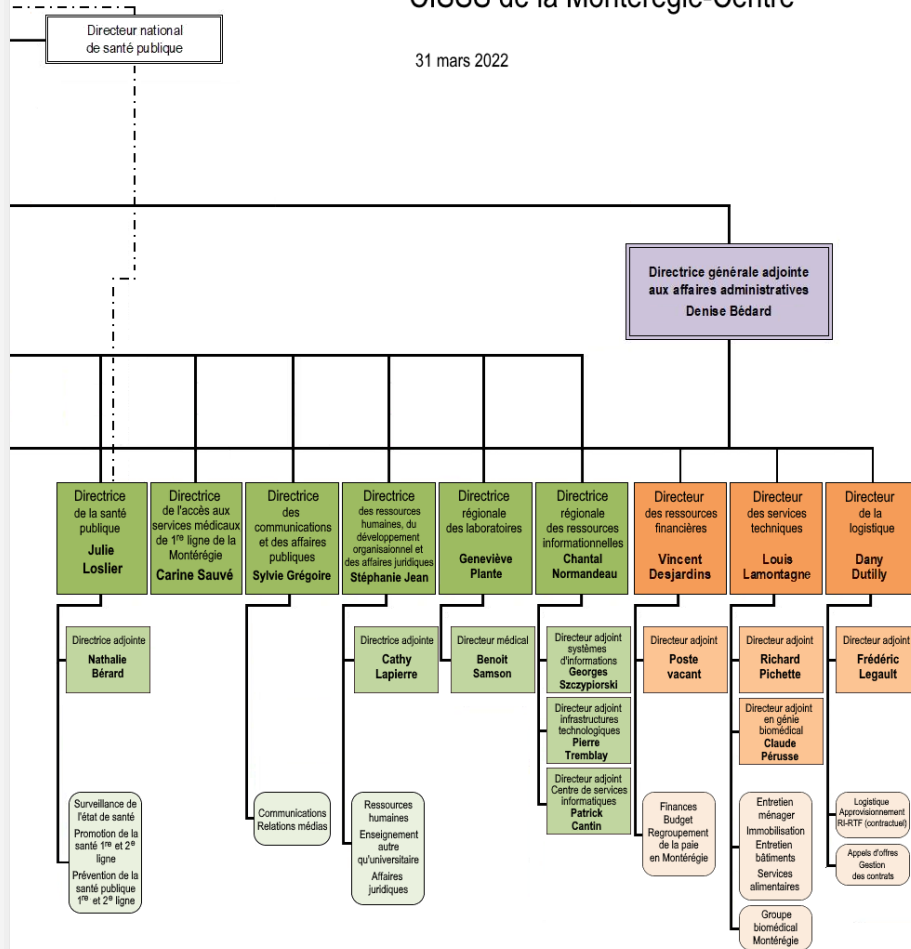 CISSS de la Montérégie-Centre
31 mars 2022
Directeur national
de santé publique
Directrice générale adjointe
aux affaires administratives
Denise Bédard
Directrice
de la santé
publique
Julie
Loslier
Directrice
de l'accès aux
services médicaux
de 1re ligne de la
Montérégie
Carine Sauvé
Directrice
des
communications
et des affaires
publiques
Sylvie Grégoire
Directrice
des ressources
humaines, du
développement
organisaionnel et
des affaires juridiques
Stéphanie Jean
Directrice
régionale
des laboratoires
Geneviève
Plante
Directrice
régionale
des ressources
informationnelles
Chantal
Normandeau
Directeur
des ressources
financières
Vincent
Desjardins
Directeur
des services
techniques
Louis
Lamontagne
Directeur
de la
logistique
Dany
Dutilly
Directrice adjointe
Nathalie
Bérard
Directrice adjointe
Cathy
Lapierre
Directeur médical
Benoit
Samson
Directeur adjoint
systèmes
d'informations
Georges
Szczypiorski
Directeur adjoint
Poste
vacant
Directeur adjoint
Richard
Pichette
Directeur adjoint
Frédéric
Legault
Directeur adjoint
infrastructures
technologiques
Pierre
Tremblay
Directeur adjoint
en génie
biomédical
Claude
Pérusse
Directeur adjoint
Centre de services
informatiques
Patrick
Cantin
Surveillance de
l'état de santé
Promotion de la
santé 1re et 2e
ligne
Prévention de la
santé publique
1re et 2e ligne
Communications
Relations médias
Ressources
humaines
Enseignement
autre
qu'universitaire
Affaires
juridiques
Finances
Budget
Regroupement
de la paie
en Montérégie
Entretien
ménager
Immobilisation
Entretien
bâtiments
Services
alimentaires
Groupe
biomédical
Montérégie
Logistique
Approvisionnement
RI-RTF (contractuel)
Appels d'offres
Gestion
des contrats